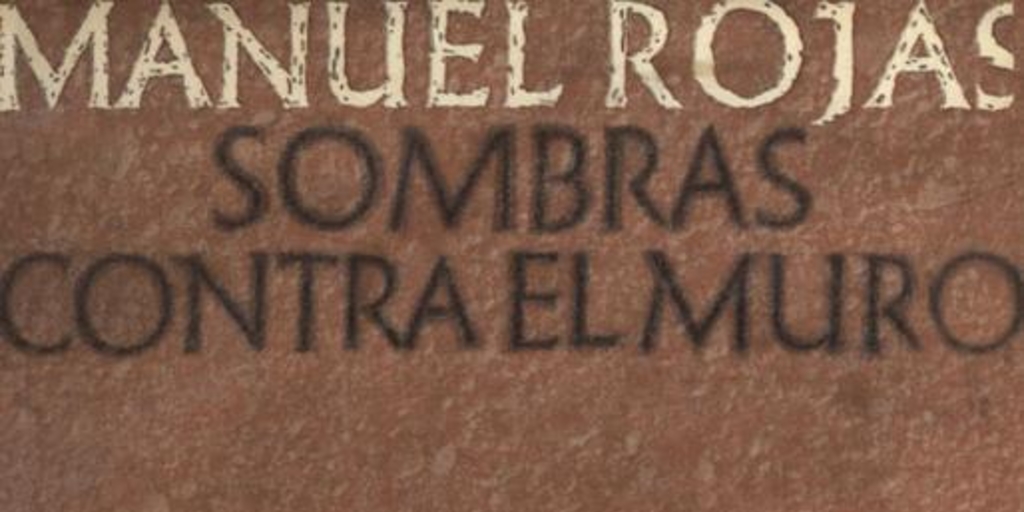 MANUEL ROJAS
SOMBRAS
CONTRA EL MURO